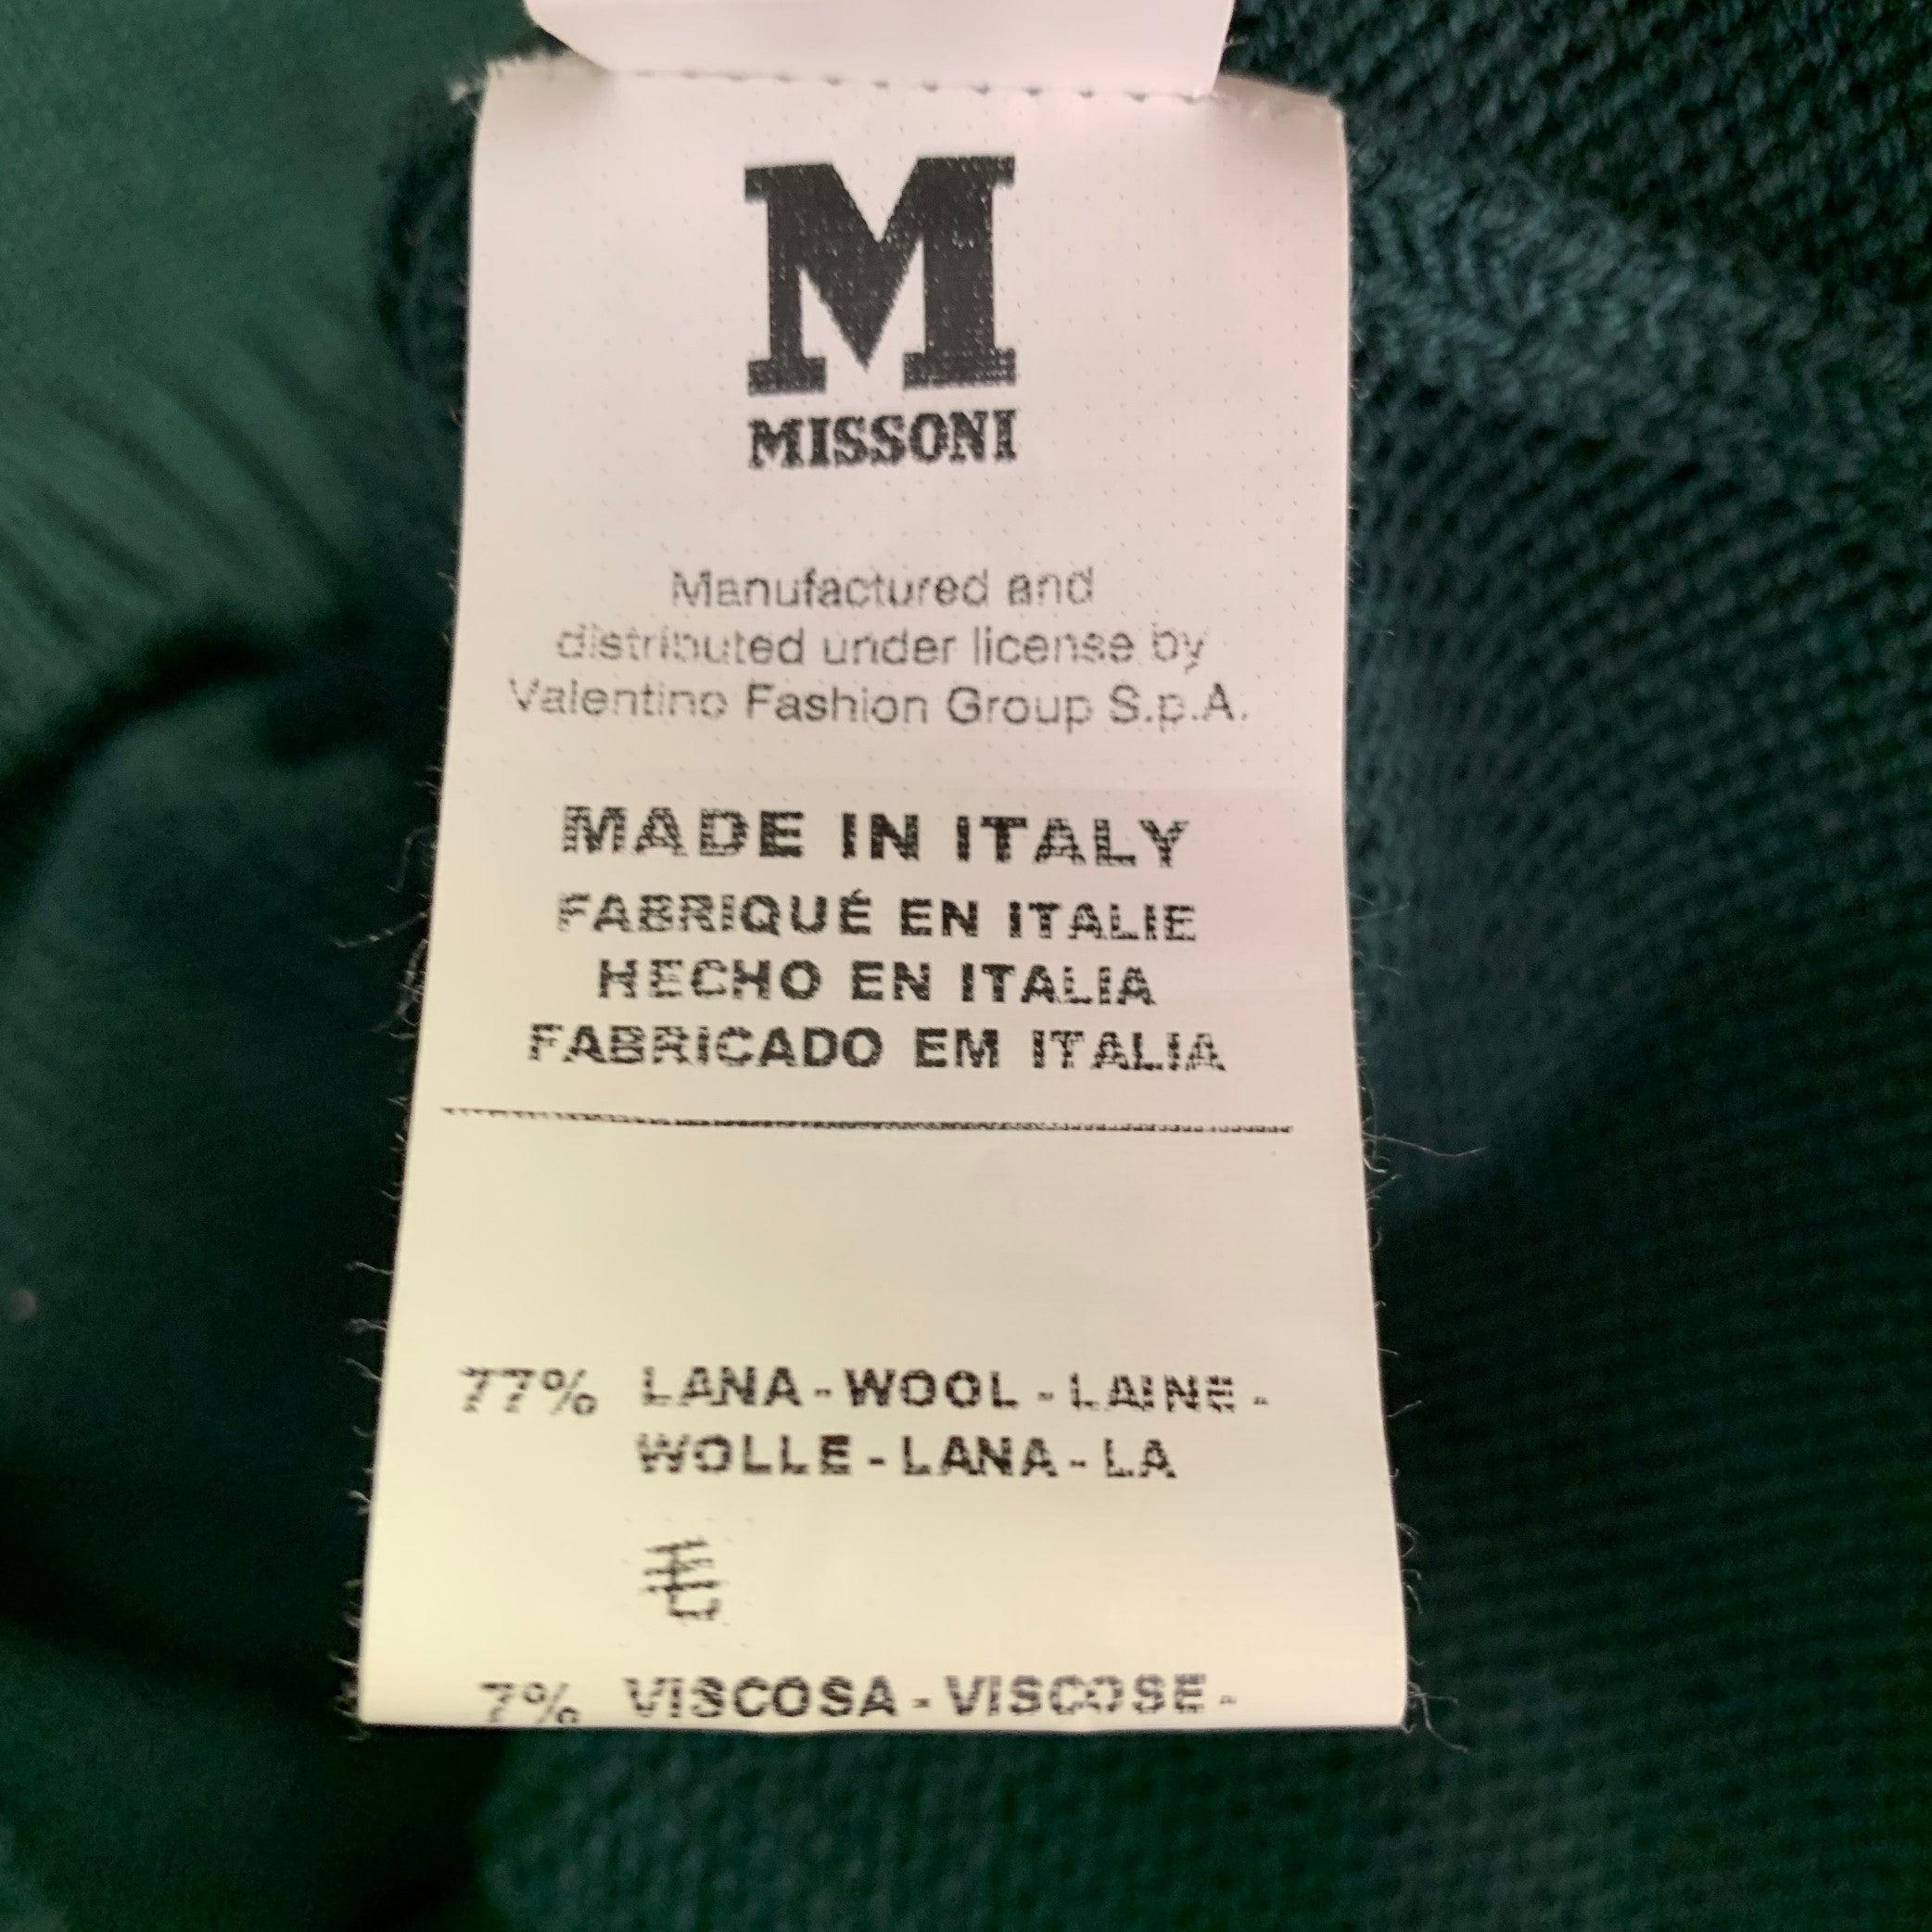 M
MISSONI
Manufactured and
distributed under license by
Valentino Fashion Group S.p.A.
MADE IN ITALY
FABRIQUÉ EN ITALIE
HECHO EN ITALIA
FABRICADO EM ITALIA
77% LANA - WOOL - LAINE -
WOLLE - LANA - LA
毛
7% VISCOSA - VISCOSE -